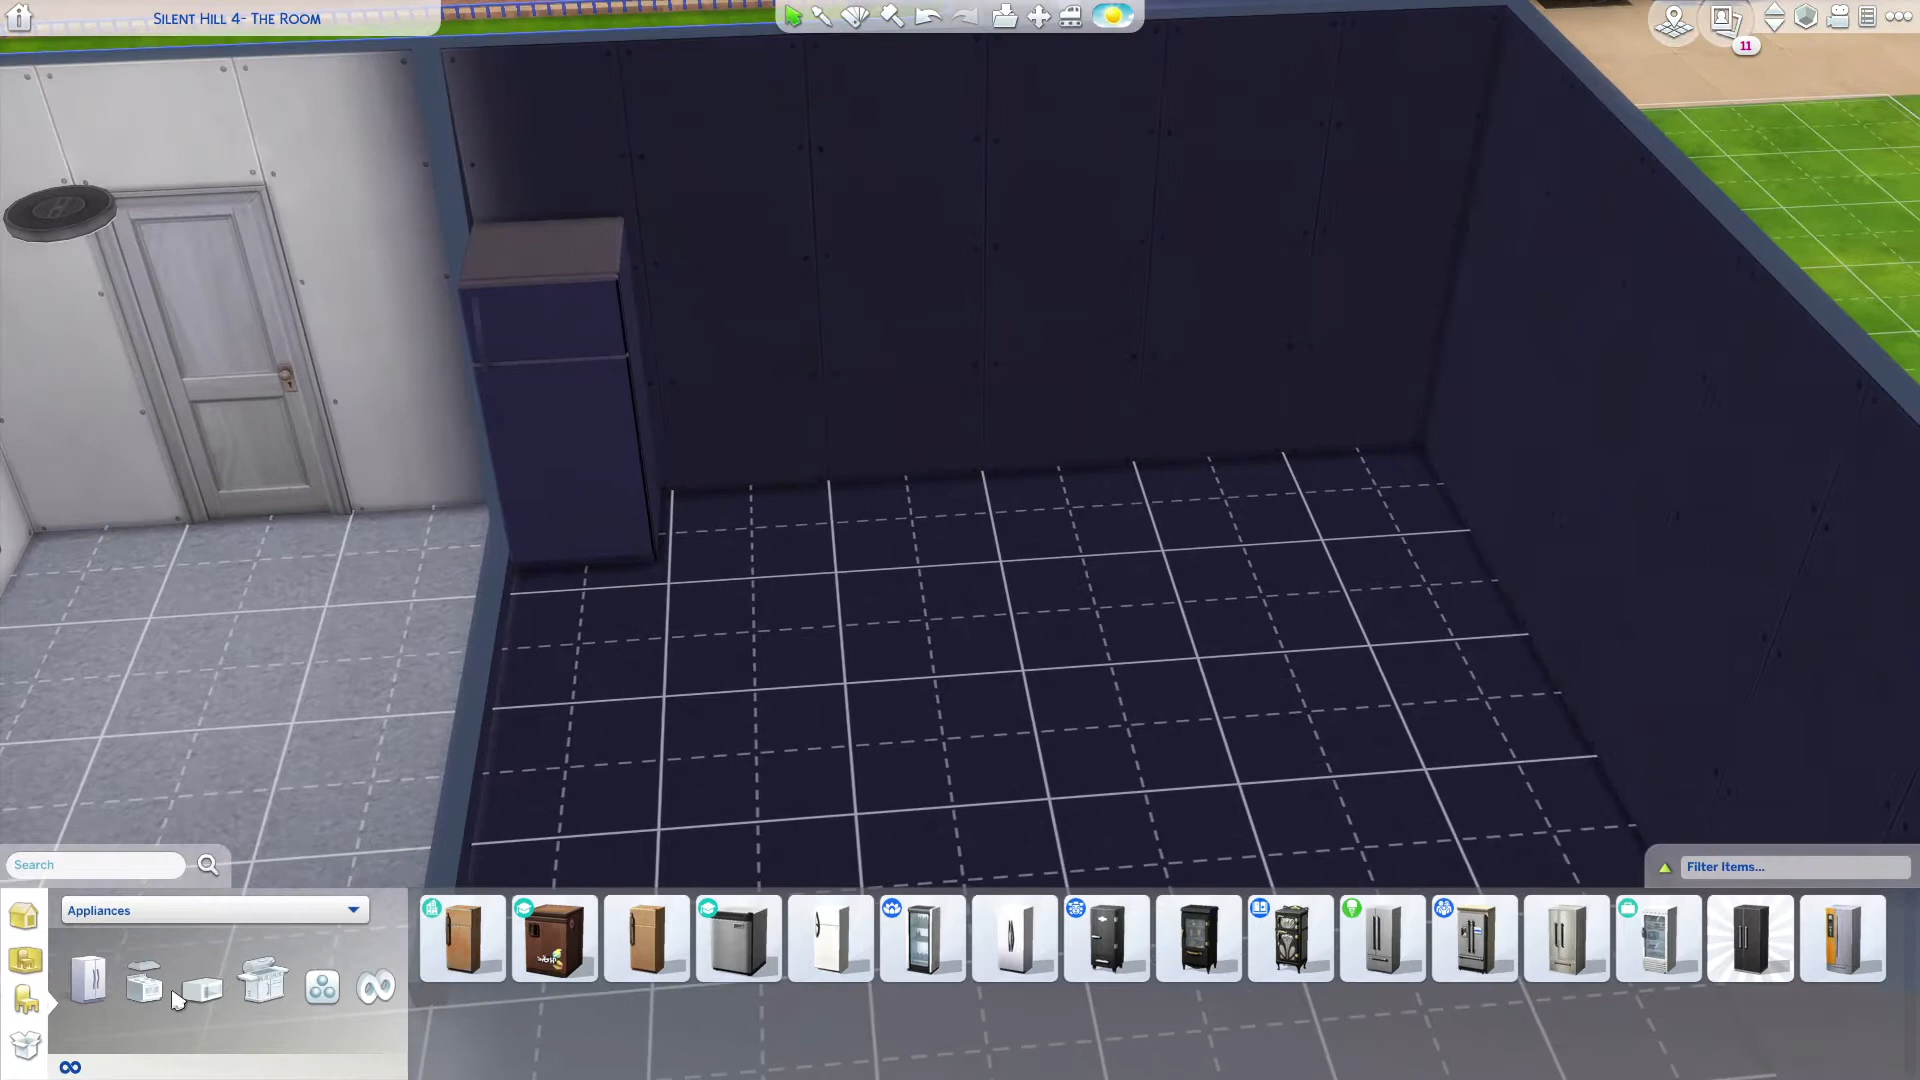 Silent Hill 4- The Room
11
Search
Filter Items...
Appliances